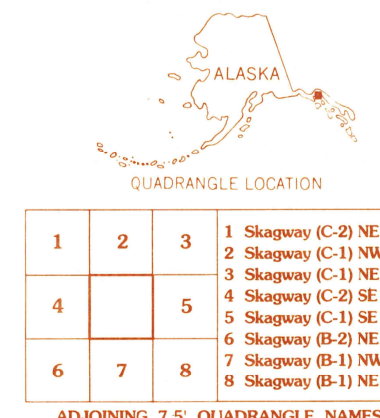 ALASKA
QUADRANGLE LOCATION
1 2 3
4 5
6 7 8
1 Skagway (C-2) NE
2 Skagway (C-1) NW
3 Skagway (C-1) NE
4 Skagway (C-2) SE
5 Skagway (C-1) SE
6 Skagway (B-2) NE
7 Skagway (B-1) NW
8 Skagway (B-1) NE
ADJOINING 7.5' QUADRANGLE NAMES